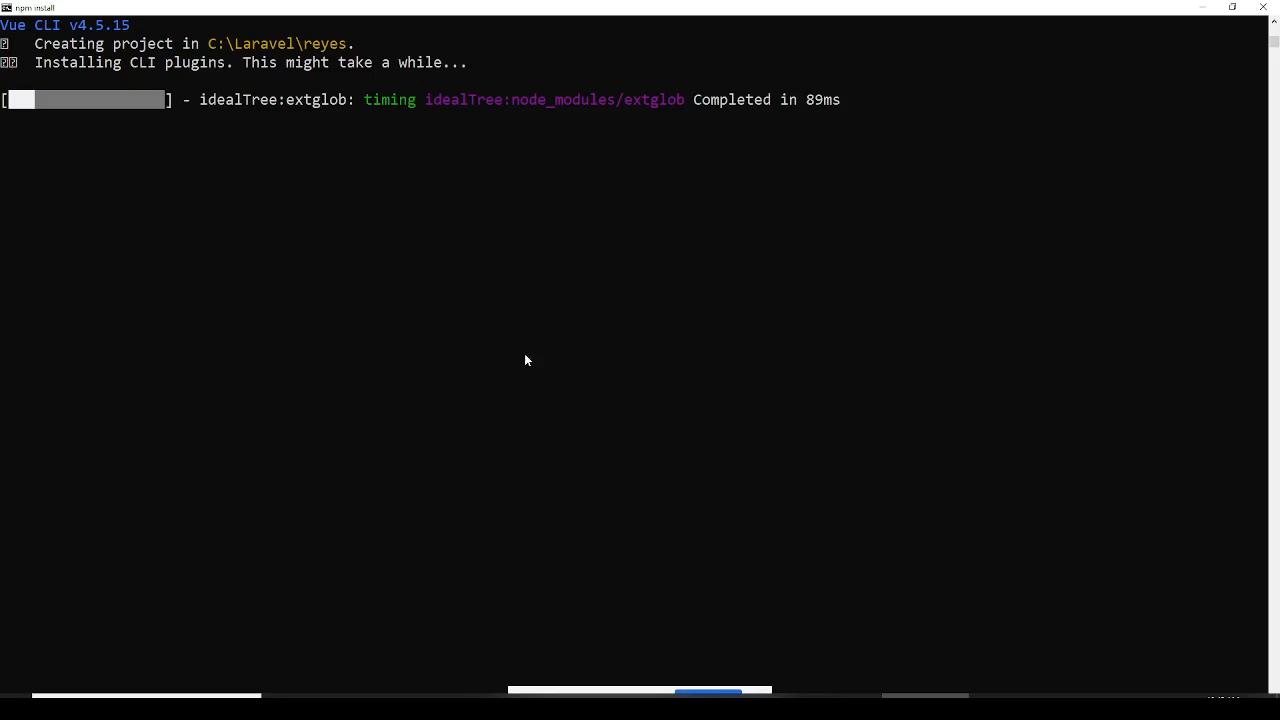 npm install
Vue CLI v4.5.15
Creating project in C:\Laravel\reyes.
Installing CLI plugins. This might take a while...
[] - idealTree:extglob: timing idealTree:node_modules/extglob Completed in 89ms